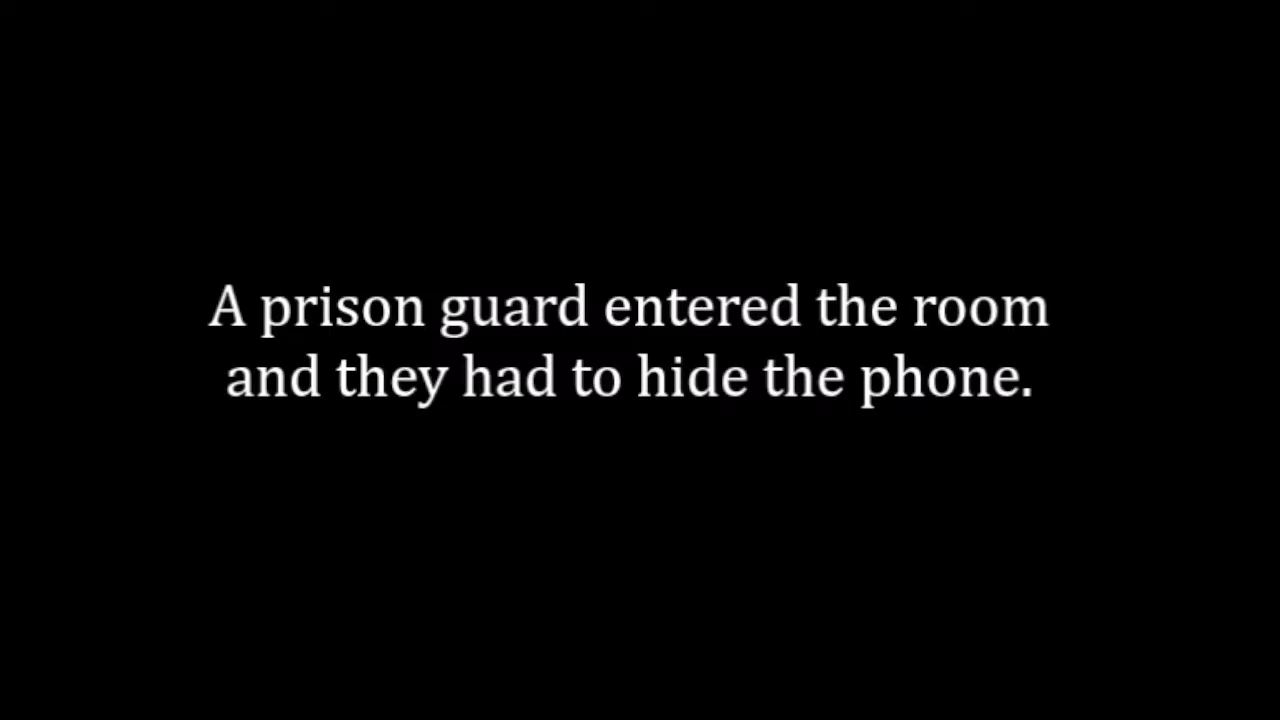 A prison guard entered the room
and they had to hide the phone.